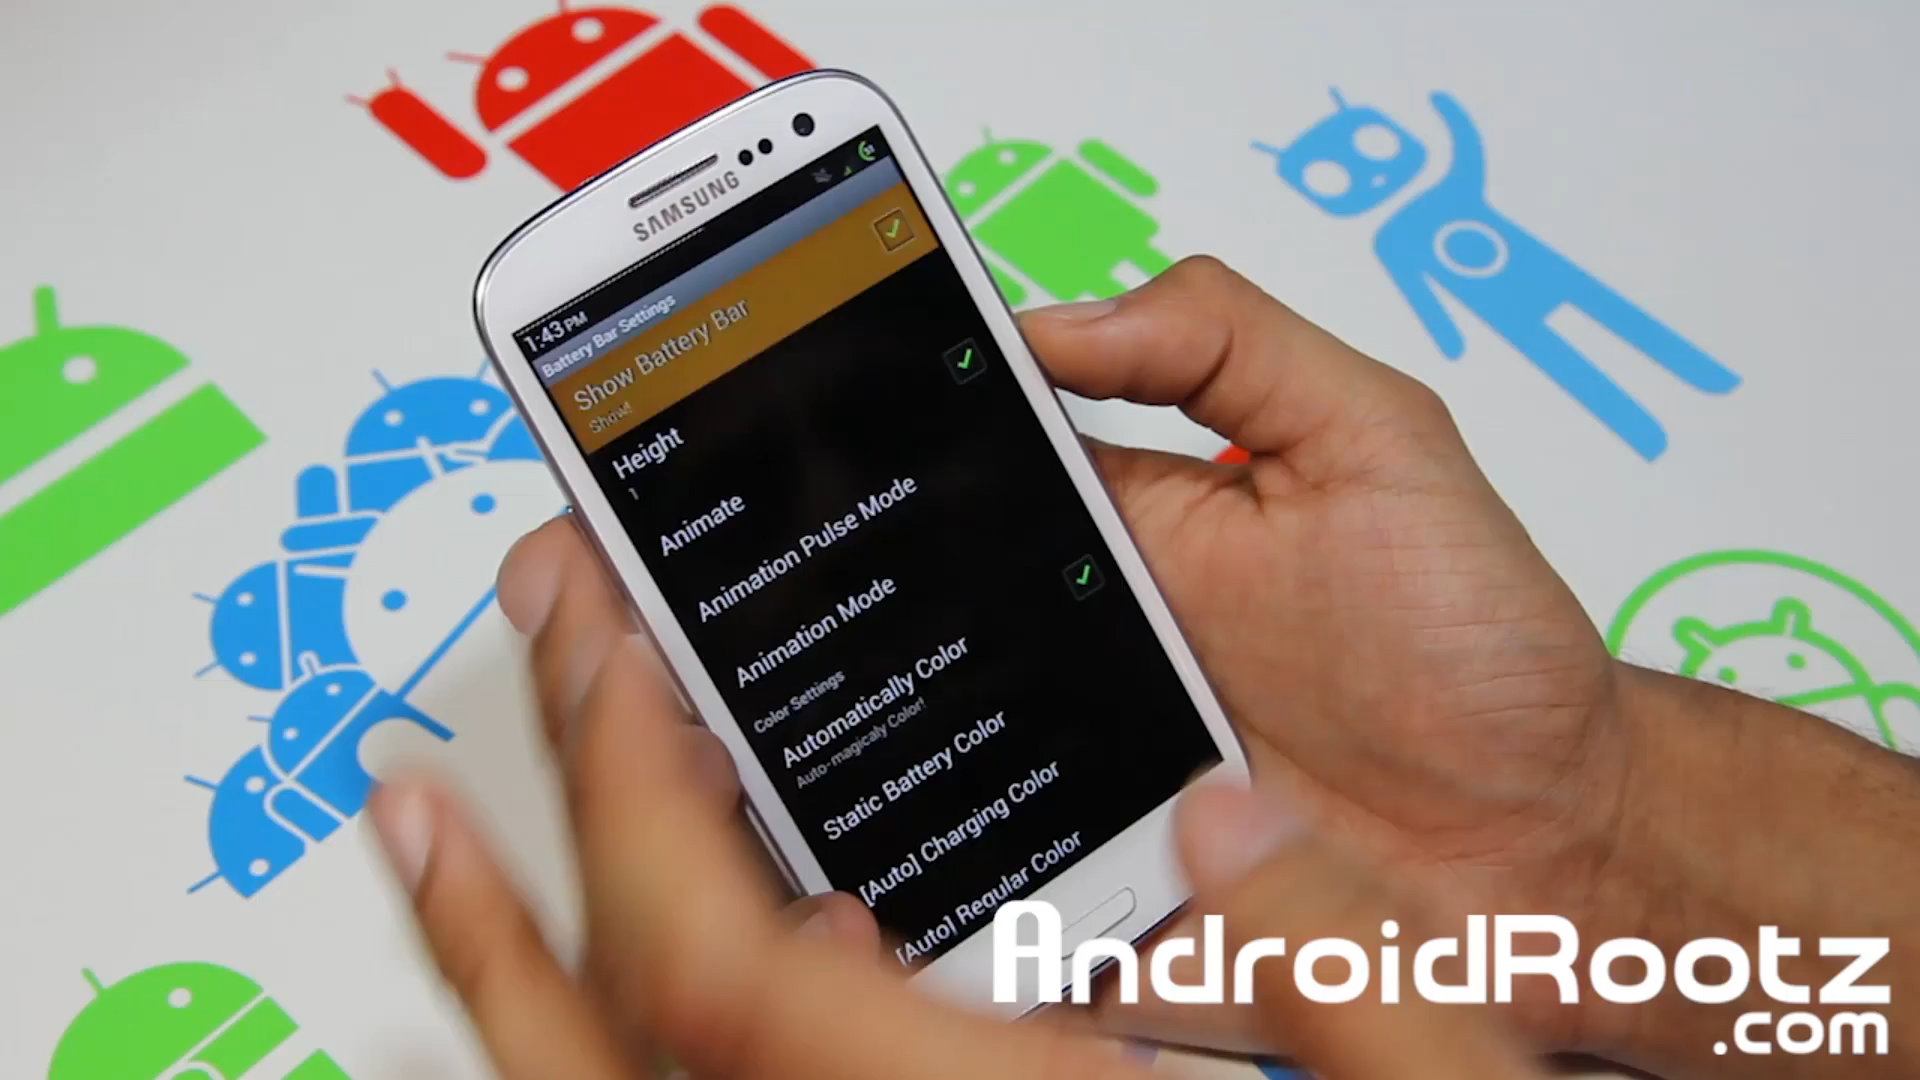 SAMSUNG
53
1:43 PM
Battery Bar Settings
Show Battery Bar
Show!
Height
1
Animate
Animation Pulse Mode
Animation Mode
Color Settings
Automatically Color
Auto-magicaly Color!
Static Battery Color
[Auto] Charging Color
[Auto] Regular Color
AndroidRootz
.com